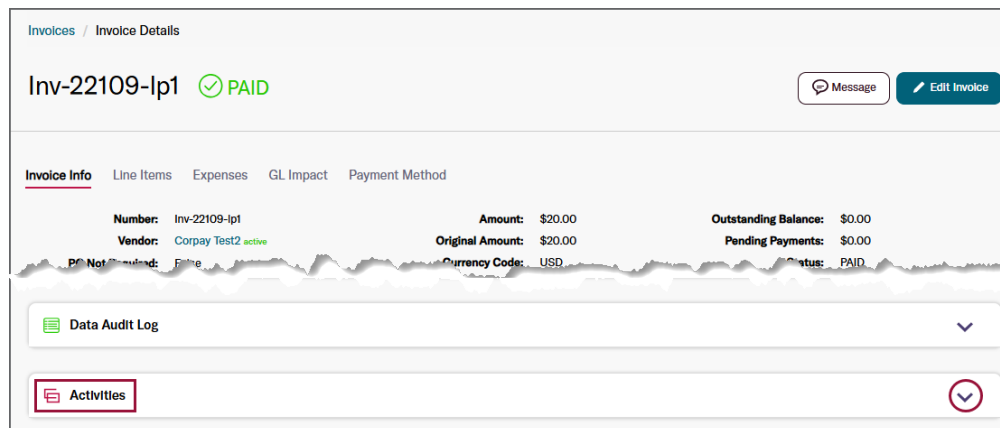 Invoices / Invoice Details
Inv-22109-lp1 PAID
Message
Edit Invoice
Invoice Info Line Items Expenses GL Impact Payment Method
Number: Inv-22109-lp1 Amount: $20.00 Outstanding Balance: $0.00
Vendor: Corpay Test2 active Original Amount: $20.00 Pending Payments: $0.00
Not Currency Code: USD Status: PAID
Data Audit Log
Activities